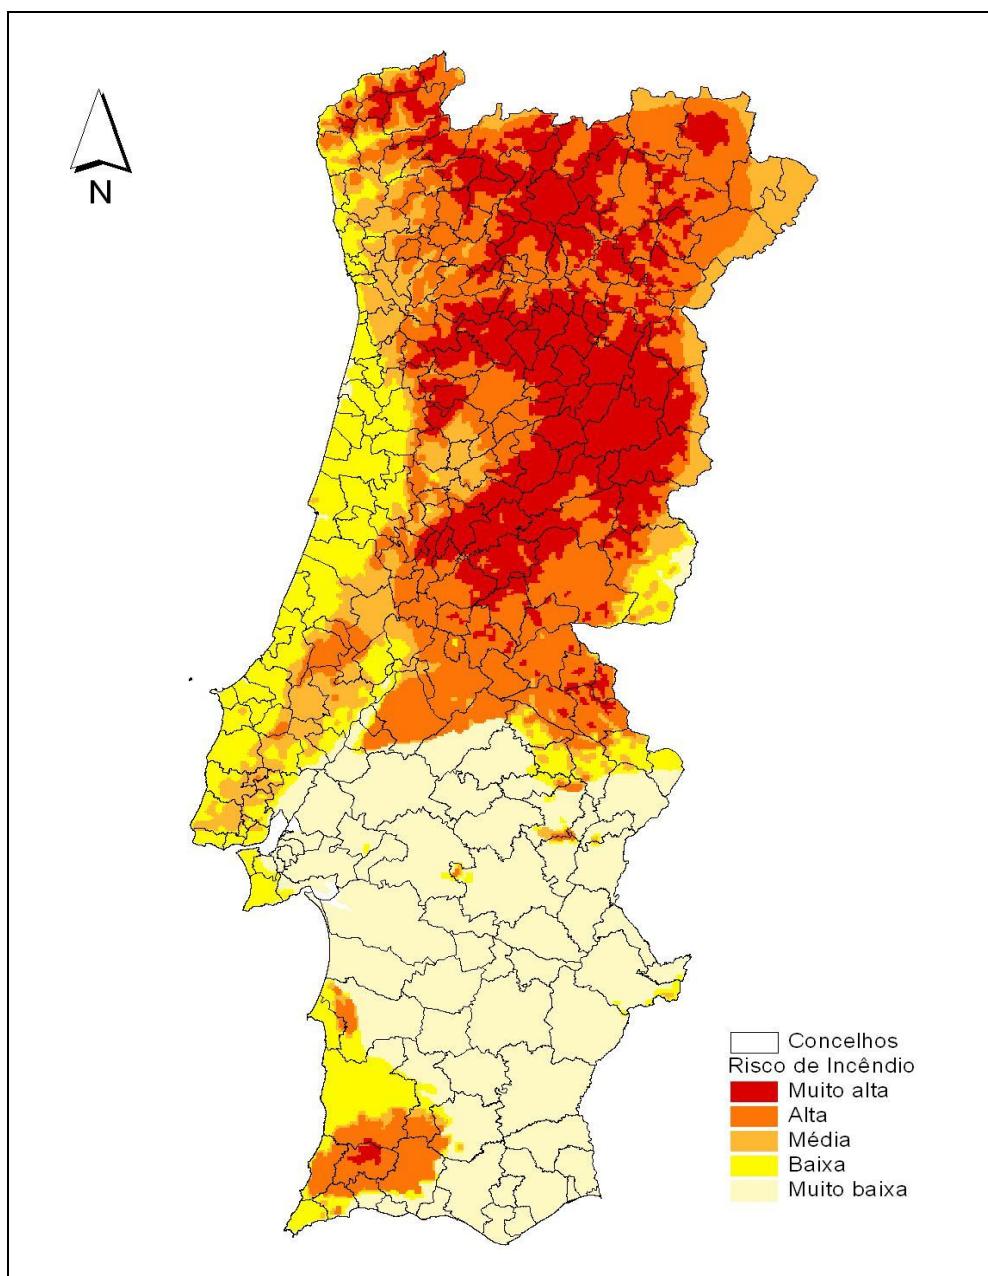 N
Concelhos
Risco de Incêndio
Muito alta
Alta
Média
Baixa
Muito baixa